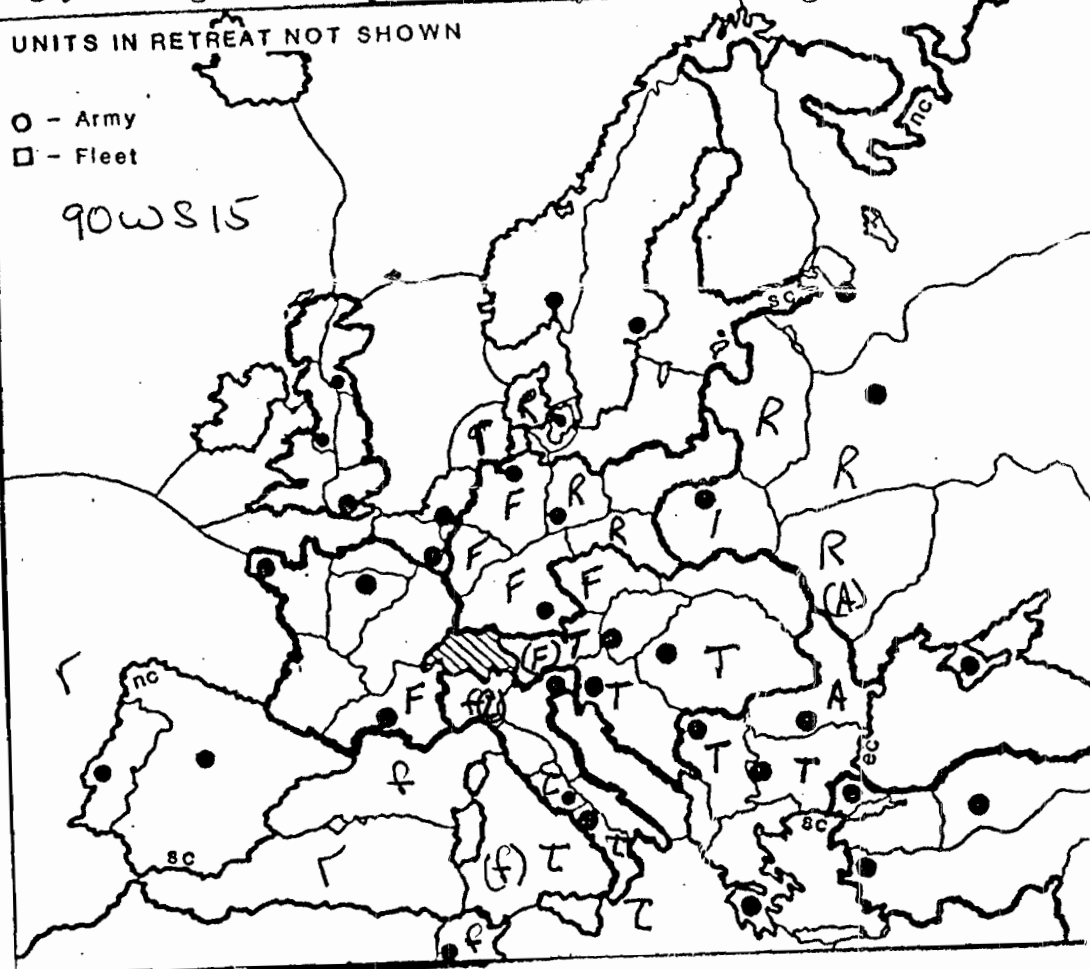 UNITS IN RETREAT NOT SHOWN
O - Army
□ - Fleet
90WS15
nc
sc
R
T
R
R
F
R
I
F
R
R
F
F
(A)
(F)
T
T
nc
F
T
A
T
T
ec
f
sc
sc
(f)
f